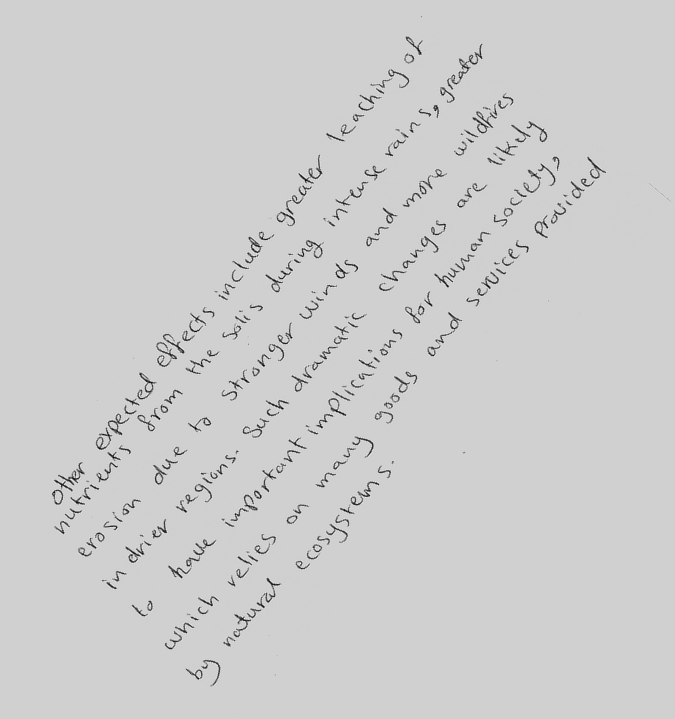 Other expected effects include greater leaching of
nutrients from the soils during intense rains, greater
erosion due to stronger winds and more wildfires
in drier regions. Such dramatic changes are likely
to have important implications for human society,
which relies on many goods and services provided
by natural ecosystems.